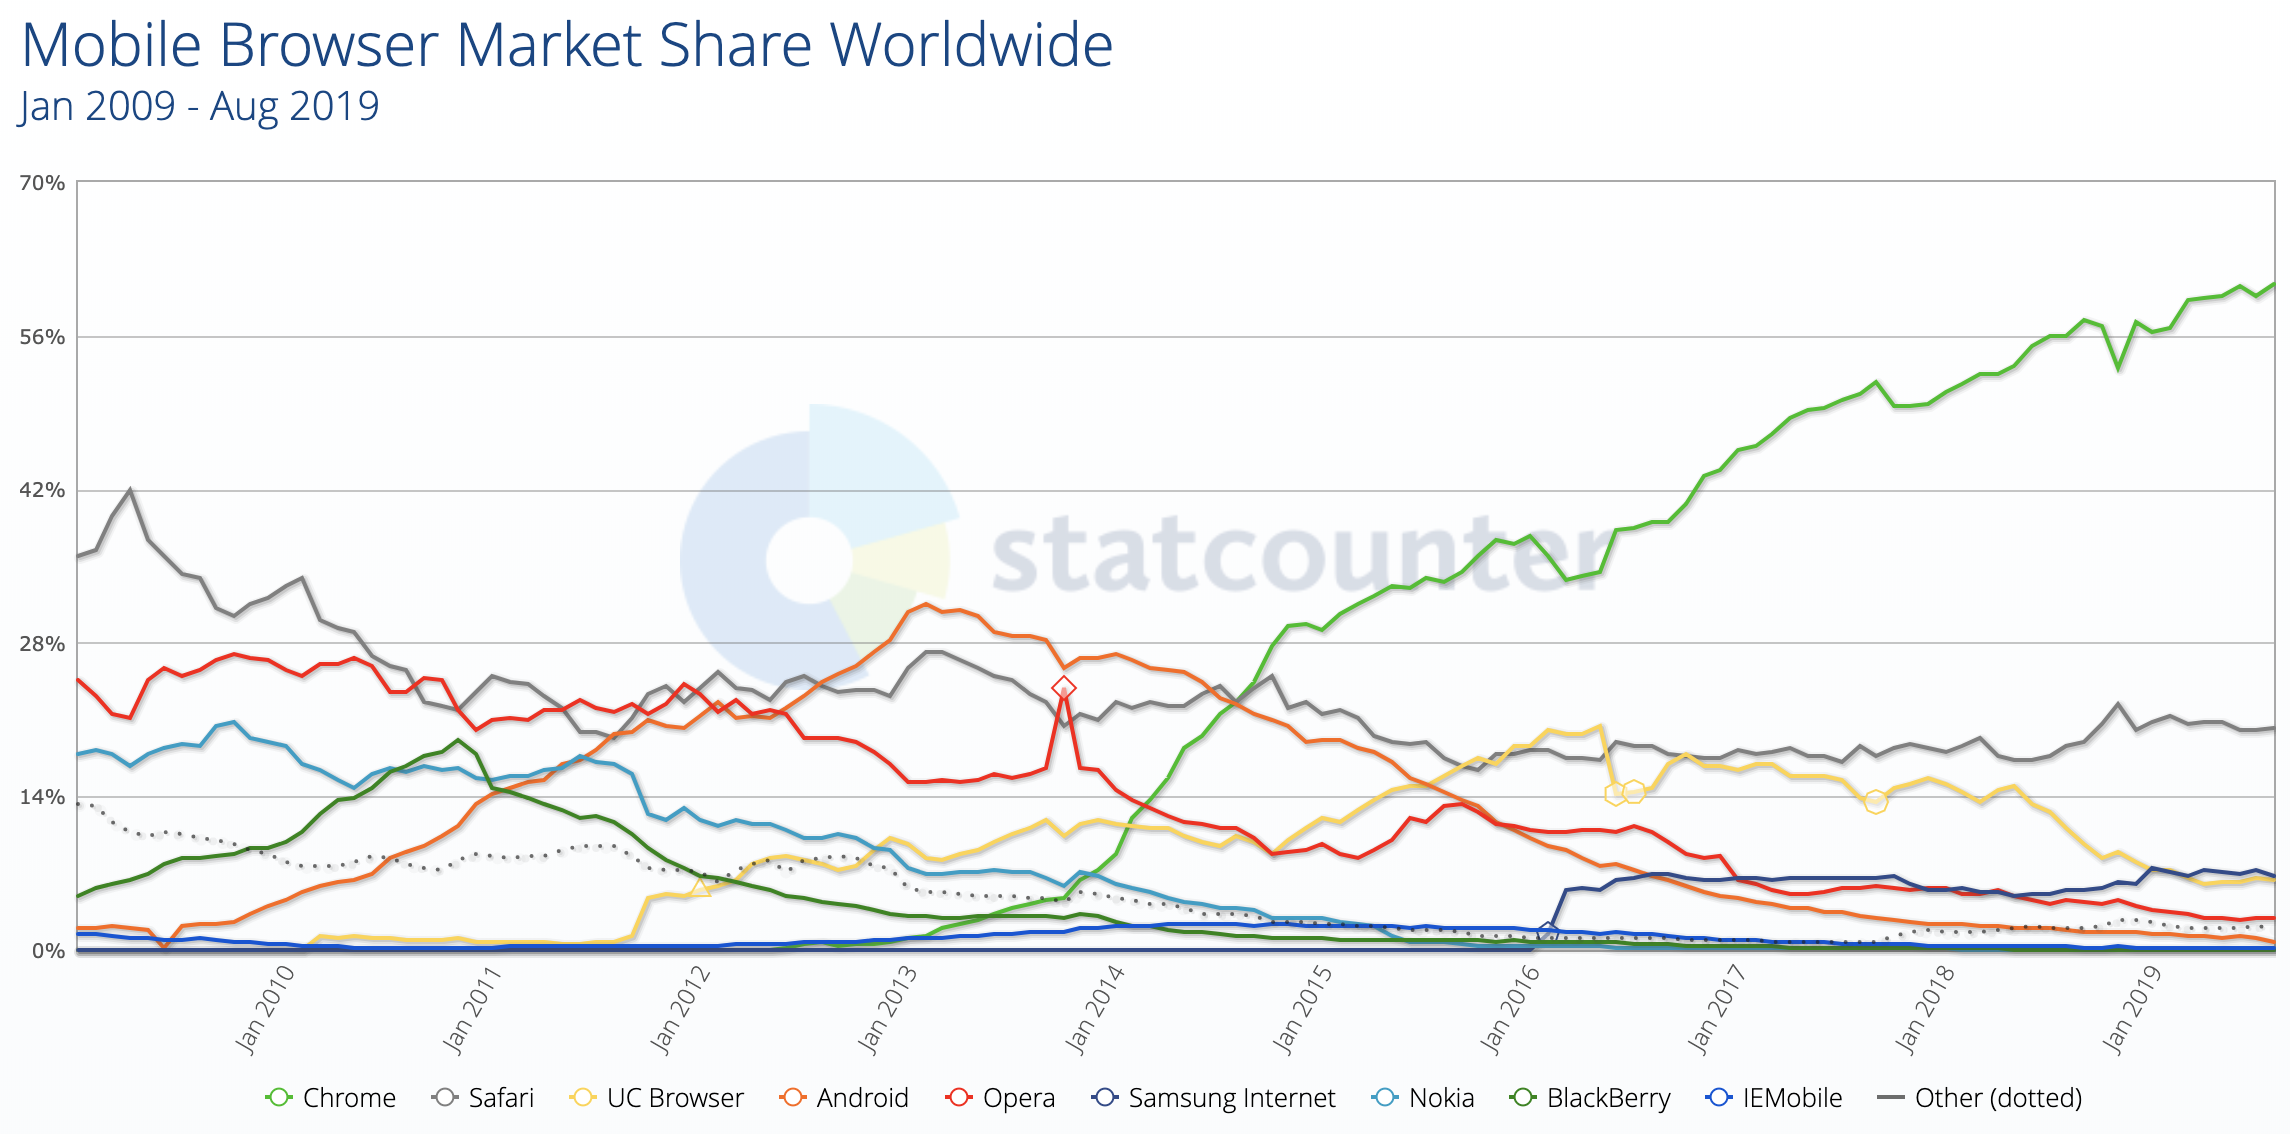 Mobile Browser Market Share Worldwide
Jan 2009 - Aug 2019
70%
56%
42%
28%
14%
0%
statcounter
Jan 2010
Jan 2011
Jan 2012
Jan 2013
Jan 2014
Jan 2015
Jan 2016
Jan 2017
Jan 2018
Jan 2019
Chrome Safari UC Browser Android Opera Samsung Internet Nokia BlackBerry IEMobile Other (dotted)